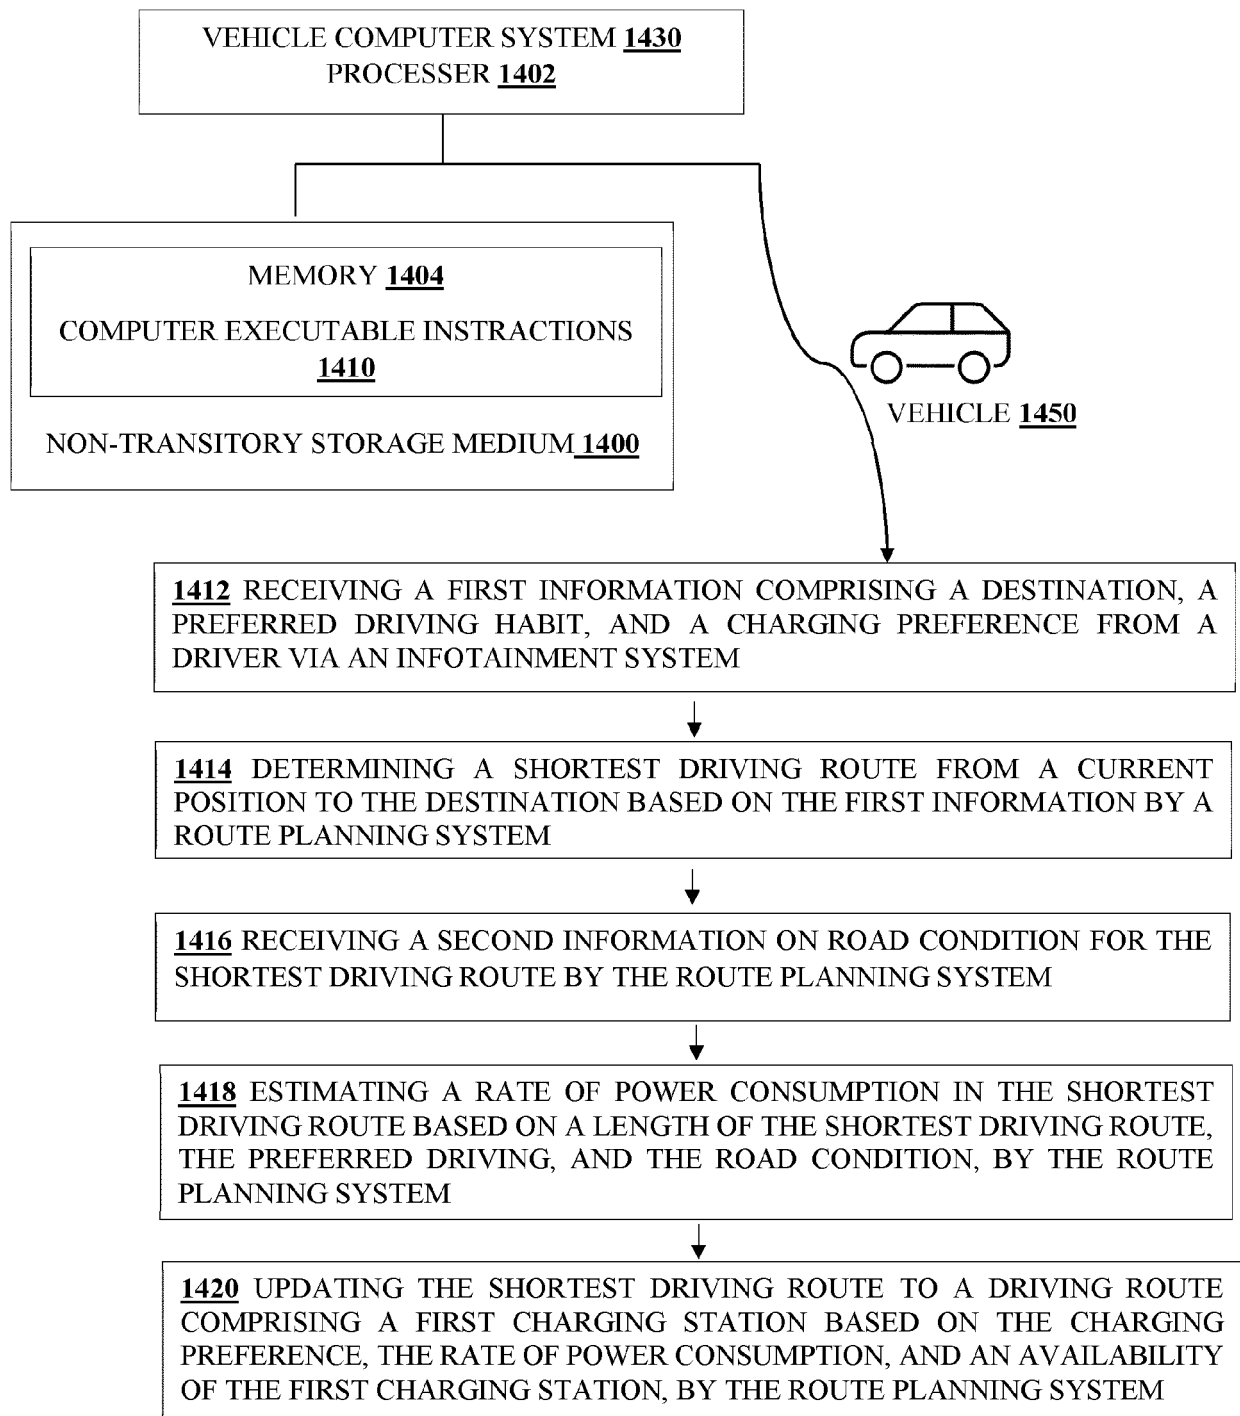 VEHICLE COMPUTER SYSTEM 1430
PROCESSER 1402
MEMORY 1404
COMPUTER EXECUTABLE INSTRACTIONS
1410
NON-TRANSITORY STORAGE MEDIUM 1400
VEHICLE 1450
1412 RECEIVING A FIRST INFORMATION COMPRISING A DESTINATION, A
PREFERRED DRIVING HABIT, AND A CHARGING PREFERENCE FROM A
DRIVER VIA AN INFOTAINMENT SYSTEM
1414 DETERMINING A SHORTEST DRIVING ROUTE FROM A CURRENT
POSITION TO THE DESTINATION BASED ON THE FIRST INFORMATION BY A
ROUTE PLANNING SYSTEM
1416 RECEIVING A SECOND INFORMATION ON ROAD CONDITION FOR THE
SHORTEST DRIVING ROUTE BY THE ROUTE PLANNING SYSTEM
1418 ESTIMATING A RATE OF POWER CONSUMPTION IN THE SHORTEST
DRIVING ROUTE BASED ON A LENGTH OF THE SHORTEST DRIVING ROUTE,
THE PREFERRED DRIVING, AND THE ROAD CONDITION, BY THE ROUTE
PLANNING SYSTEM
1420 UPDATING THE SHORTEST DRIVING ROUTE TO A DRIVING ROUTE
COMPRISING A FIRST CHARGING STATION BASED ON THE CHARGING
PREFERENCE, THE RATE OF POWER CONSUMPTION, AND AN AVAILABILITY
OF THE FIRST CHARGING STATION, BY THE ROUTE PLANNING SYSTEM